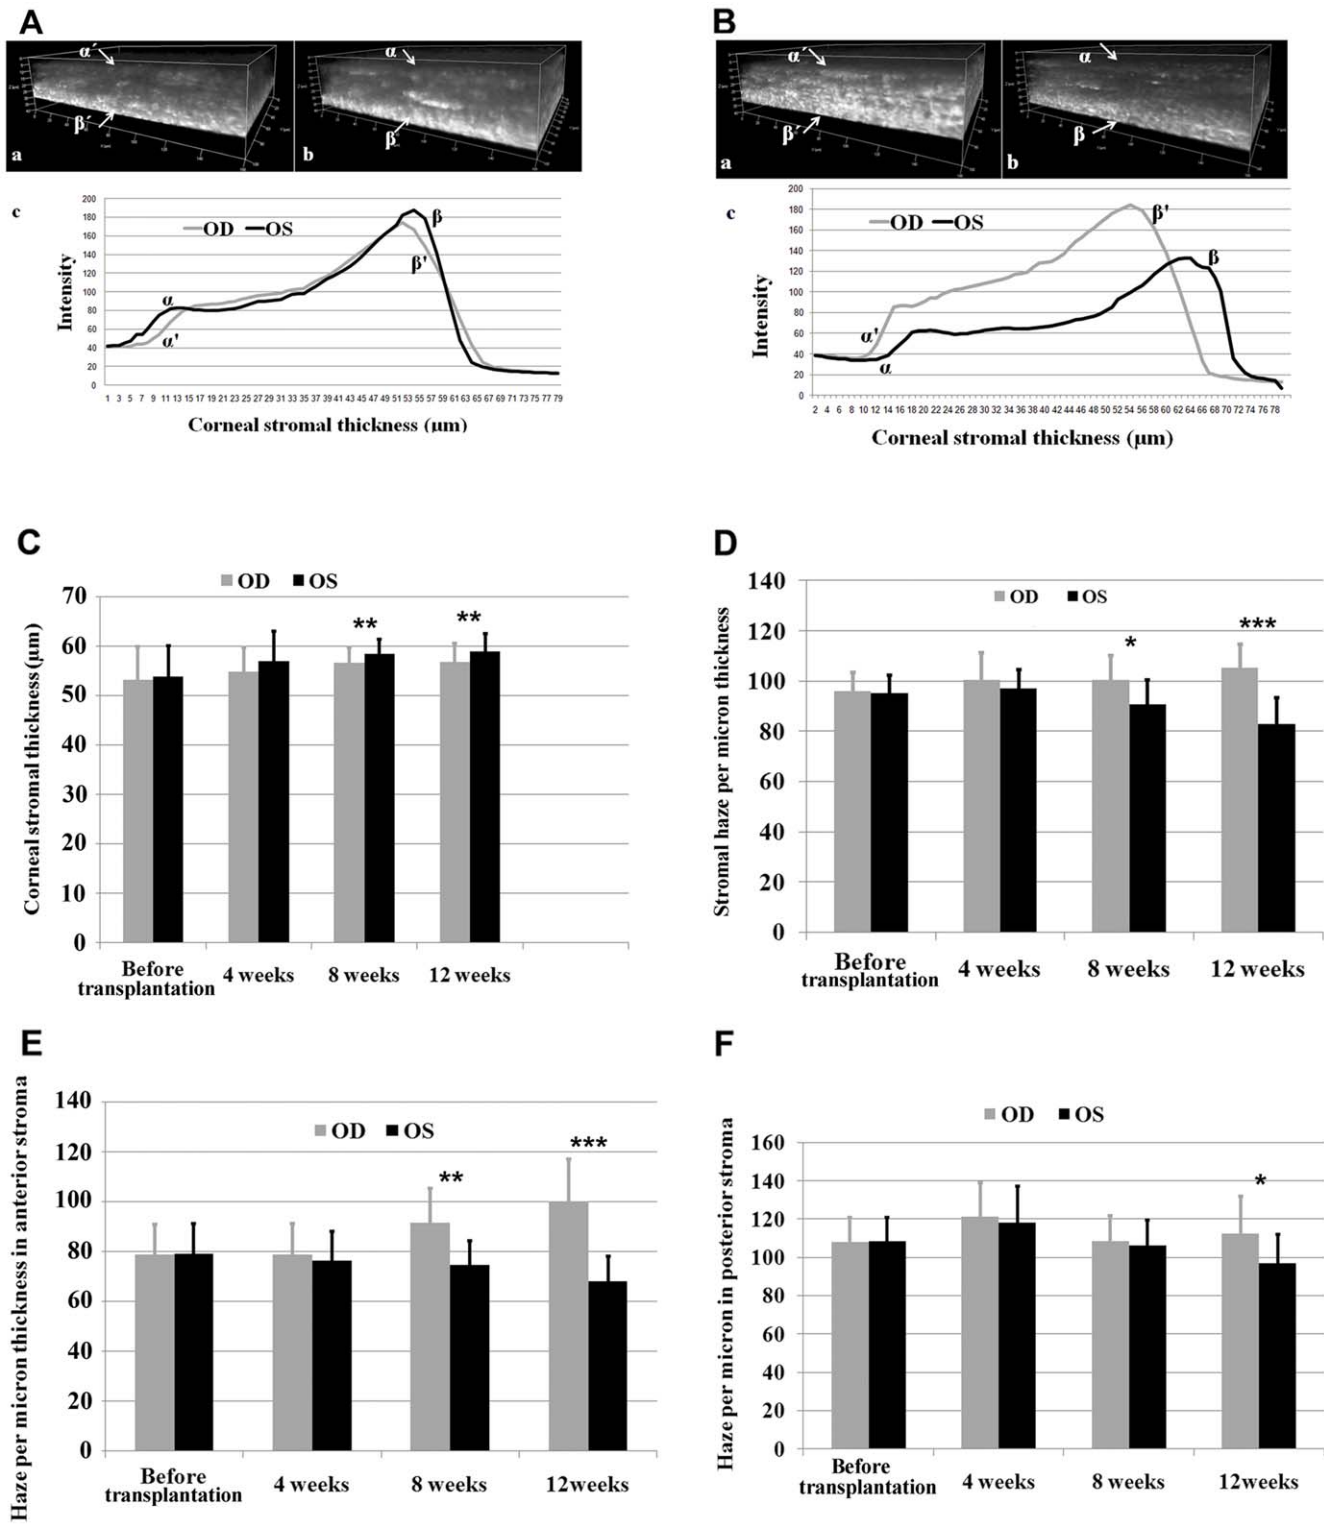 A
B
α´
β´
a
α
β
b
α´
β´
a
α
β
b
c
200
180
160
140
120
100
80
60
40
20
0
Intensity
OD OS
α
α'
β
β'
1 3 5 7 9 11 13 15 17 19 21 23 25 27 29 31 33 35 37 39 41 43 45 47 49 51 53 55 57 59 61 63 65 67 69 71 73 75 77 79
Corneal stromal thickness (μm)
c
200
180
160
140
120
100
80
60
40
20
0
Intensity
OD OS
α'
α
β'
β
2 4 6 8 10 12 14 16 18 20 22 24 26 28 30 32 34 36 38 40 42 44 46 48 50 52 54 56 58 60 62 64 66 68 70 72 74 76 78
Corneal stromal thickness (μm)
C
OD OS
70
60
50
40
30
20
10
0
Corneal stromal thickness (μm)
** **
Before transplantation
4 weeks
8 weeks
12 weeks
D
140
120
100
80
60
40
20
0
Stromal haze per micron thickness
OD OS
* ***
Before transplantation
4 weeks
8 weeks
12 weeks
E
140
120
100
80
60
40
20
0
Haze per micron thickness in anterior stroma
OD OS
** ***
Before transplantation
4 weeks
8 weeks
12weeks
F
OD OS
160
140
120
100
80
60
40
20
0
Haze per micron in posterior stroma
*
Before transplantation
4 weeks
8 weeks
12 weeks